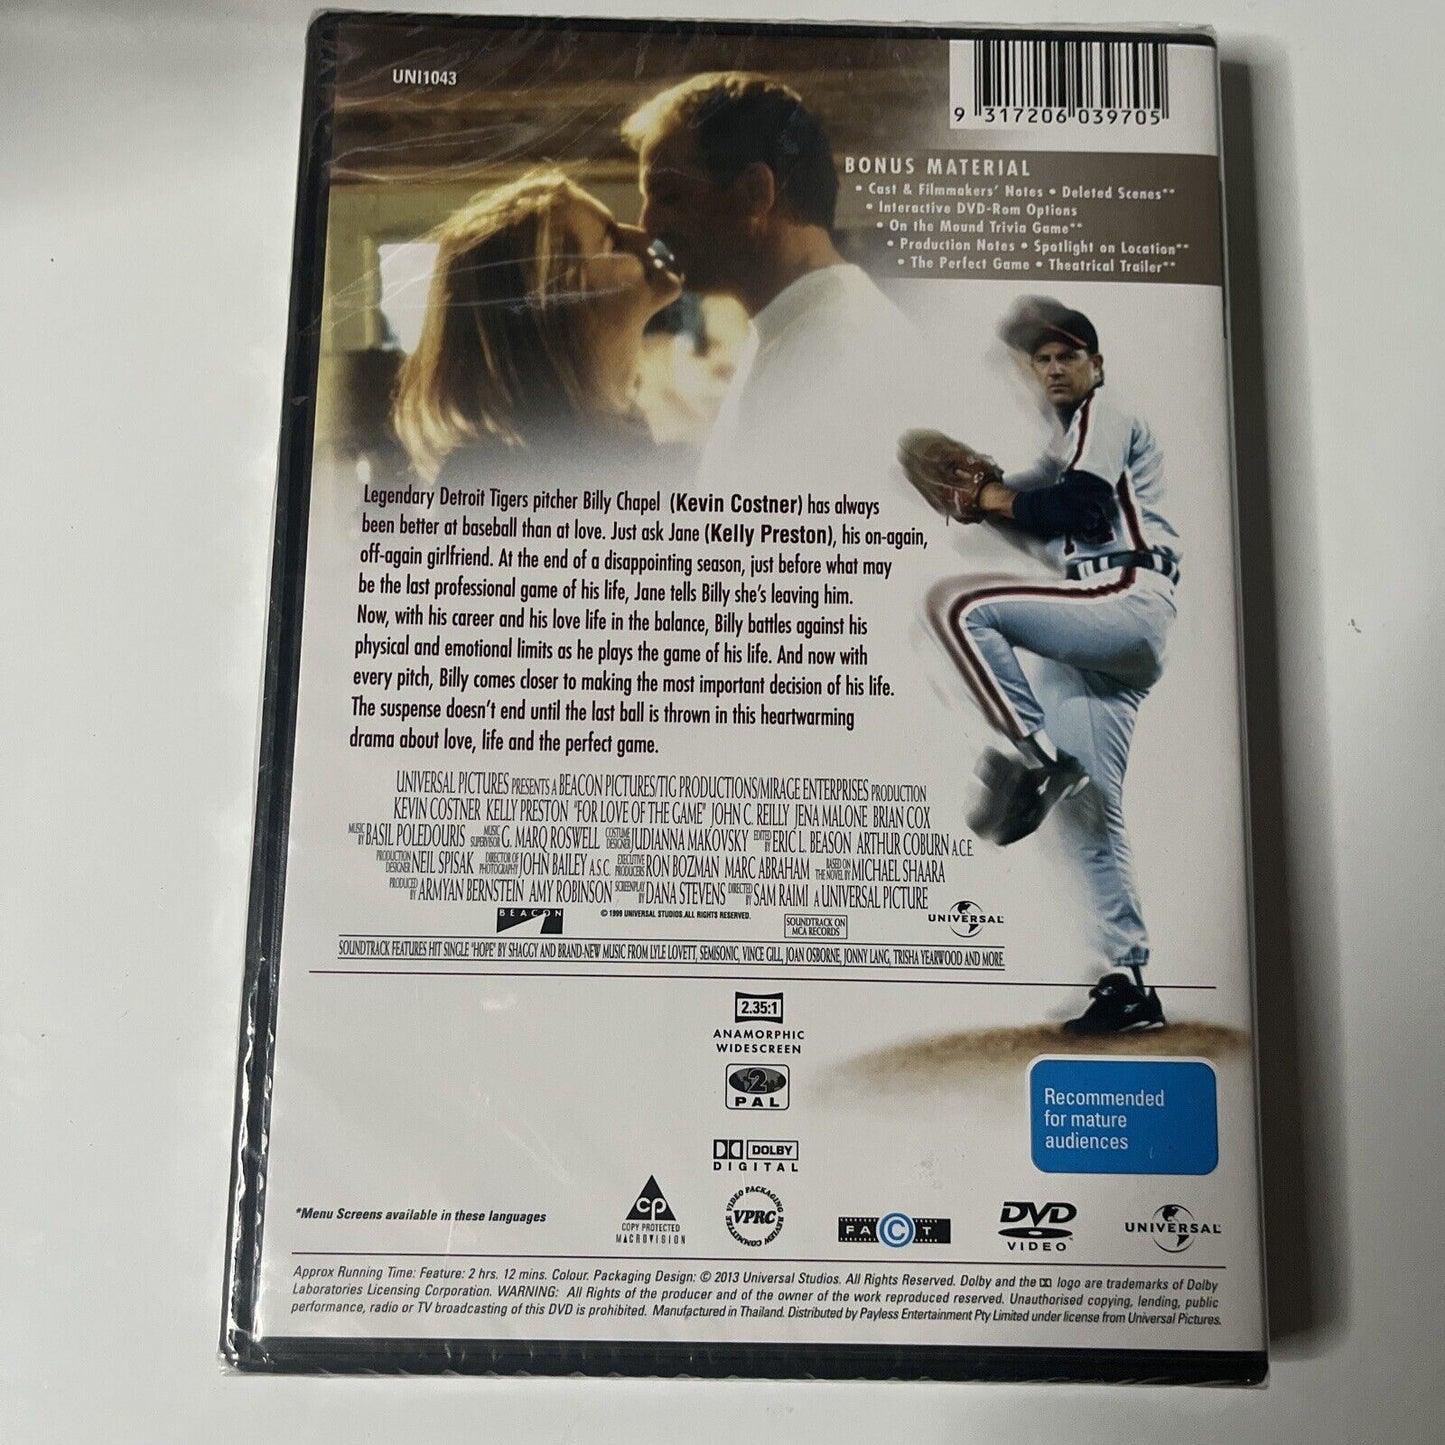 UNI1043
9 317206 039705
BONUS MATERIAL
• Cast & Filmmakers' Notes • Deleted Scenes**
• Interactive DVD-Rom Options
• On the Mound Trivia Game**
• Production Notes • Spotlight on Location**
• The Perfect Game • Theatrical Trailer**
Legendary Detroit Tigers pitcher Billy Chapel (Kevin Costner) has always
been better at baseball than at love. Just ask Jane (Kelly Preston), his on-again,
off-again girlfriend. At the end of a disappointing season, just before what may
be the last professional game of his life, Jane tells Billy she's leaving him.
Now, with his career and his love life in the balance, Billy battles against his
physical and emotional limits as he plays the game of his life. And now with
every pitch, Billy comes closer to making the most important decision of his life.
The suspense doesn't end until the last ball is thrown in this heartwarming
drama about love, life and the perfect game.
UNIVERSAL PICTURES PRESENTS A BEACON PICTURES/TIG PRODUCTIONS/MIRAGE ENTERPRISES PRODUCTION
KEVIN COSTNER KELLY PRESTON "FOR LOVE OF THE GAME" JOHN C. REILLY JENA MALONE BRIAN COX
MUSIC BY BASIL POLEDOURIS MUSIC SUPERVISOR G. MARQ ROSWELL COSTUME DESIGNER JUDIANNA MAKOVSKY EDITED BY ERIC L. BEASON ARTHUR COBURN A.C.E.
PRODUCTION DESIGNER NEIL SPISAK DIRECTOR OF PHOTOGRAPHY JOHN BAILEY A.S.C. EXECUTIVE PRODUCERS RON BOZMAN MARC ABRAHAM BASED ON THE NOVEL BY MICHAEL SHAARA
PRODUCED BY ARMYAN BERNSTEIN AMY ROBINSON SCREENPLAY BY DANA STEVENS DIRECTED BY SAM RAIMI A UNIVERSAL PICTURE
BEACON
© 1999 UNIVERSAL STUDIOS. ALL RIGHTS RESERVED.
SOUNDTRACK ON
MCA RECORDS
UNIVERSAL
SOUNDTRACK FEATURES HIT SINGLE "HOPE" BY SHAGGY AND BRAND-NEW MUSIC FROM LYLE LOVETT, SEMISONIC, VINCE GILL, JOAN OSBORNE, JONNY LANG, TRISHA YEARWOOD AND MORE.
2.35:1
ANAMORPHIC
WIDESCREEN
2
PAL
Recommended
for mature
audiences
DOLBY
DIGITAL
*Menu Screens available in these languages
CP
COPY PROTECTED
MACROVISION
VIDEO PACKAGING REVIEW COMMITTEE
VPRC
FACT
DVD
VIDEO
UNIVERSAL
Approx Running Time: Feature: 2 hrs. 12 mins. Colour. Packaging Design: © 2013 Universal Studios. All Rights Reserved. Dolby and the logo are trademarks of Dolby
Laboratories Licensing Corporation. WARNING: All Rights of the producer and of the owner of the work reproduced reserved. Unauthorised copying, lending, public
performance, radio or TV broadcasting of this DVD is prohibited. Manufactured in Thailand. Distributed by Payless Entertainment Pty Limited under license from Universal Pictures.